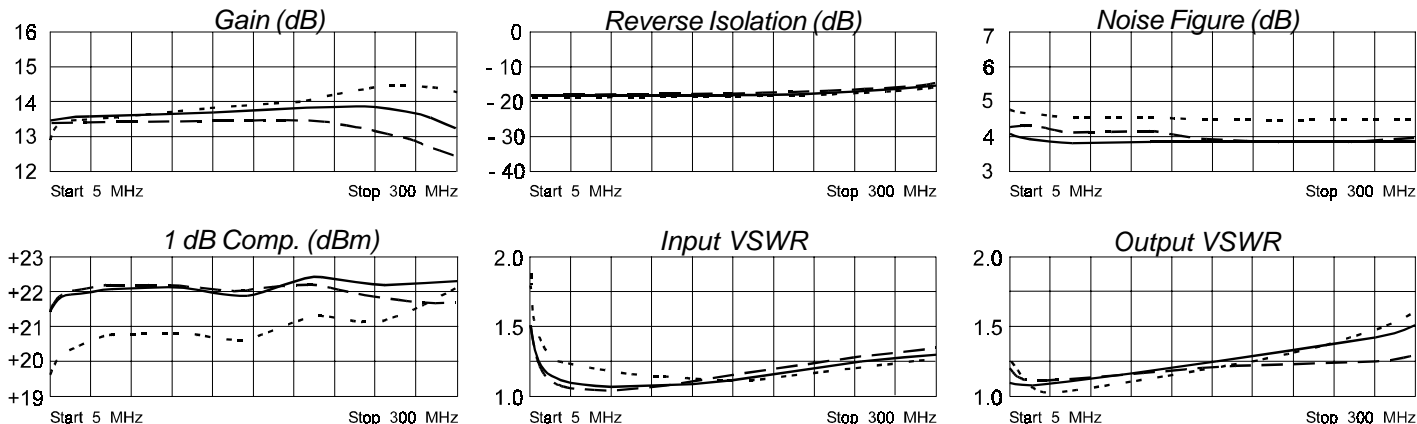 Gain (dB)
16
15
14
13
12
Start 5 MHz
Stop 300 MHz
Reverse Isolation (dB)
0
- 10
- 20
- 30
- 40
Start 5 MHz
Stop 300 MHz
Noise Figure (dB)
7
6
5
4
3
Start 5 MHz
Stop 300 MHz
1 dB Comp. (dBm)
+23
+22
+21
+20
+19
Start 5 MHz
Stop 300 MHz
Input VSWR
2.0
1.5
1.0
Start 5 MHz
Stop 300 MHz
Output VSWR
2.0
1.5
1.0
Start 5 MHz
Stop 300 MHz